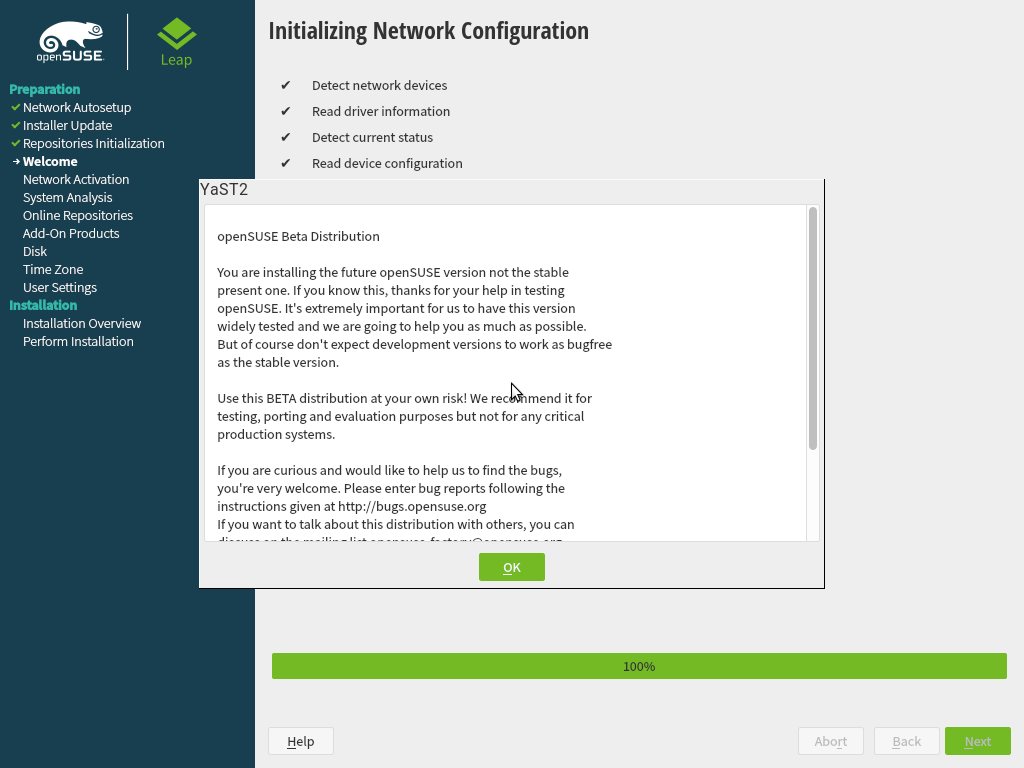 openSUSE
Leap
Preparation
Network Autosetup
Installer Update
Repositories Initialization
Welcome
Network Activation
System Analysis
Online Repositories
Add-On Products
Disk
Time Zone
User Settings
Installation
Installation Overview
Perform Installation
Initializing Network Configuration
Detect network devices
Read driver information
Detect current status
Read device configuration
YaST2
openSUSE Beta Distribution
You are installing the future openSUSE version not the stable
present one. If you know this, thanks for your help in testing
openSUSE. It's extremely important for us to have this version
widely tested and we are going to help you as much as possible.
But of course don't expect development versions to work as bugfree
as the stable version.
Use this BETA distribution at your own risk! We recommend it for
testing, porting and evaluation purposes but not for any critical
production systems.
If you are curious and would like to help us to find the bugs,
you're very welcome. Please enter bug reports following the
instructions given at http://bugs.opensuse.org
If you want to talk about this distribution with others, you can
discuss on the mailing list opensuse-factory@opensuse.org
OK
100%
Help
Abort
Back
Next